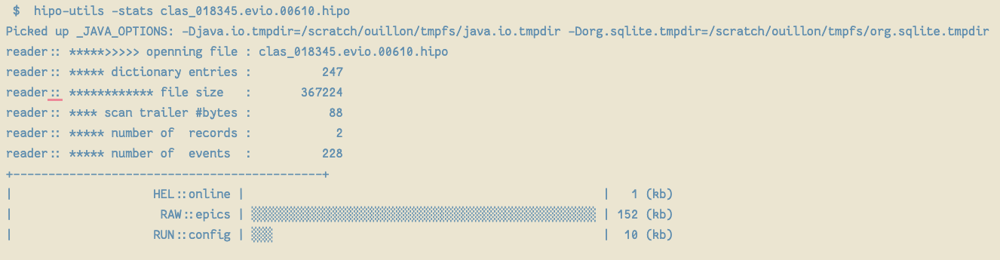 $ hipo-utils -stats clas_018345.evio.00610.hipo
Picked up _JAVA_OPTIONS: -Djava.io.tmpdir=/scratch/ouillon/tmpfs/java.io.tmpdir -Dorg.sqlite.tmpdir=/scratch/ouillon/tmpfs/org.sqlite.tmpdir
reader:: *****>>>>> openning file : clas_018345.evio.00610.hipo
reader:: ***** dictionary entries :          247
reader:: ************ file size   :       367224
reader:: **** scan trailer #bytes :           88
reader:: ***** number of  records :            2
reader:: ***** number of  events  :          228
+--------------------------------------------+
|                    HEL::online |                                                   |   1 (kb)
|                     RAW::epics | ░░░░░░░░░░░░░░░░░░░░░░░░░░░░░░░░░░░░░░░░░░░░░░░░░ | 152 (kb)
|                    RUN::config | ░░░                                               |  10 (kb)